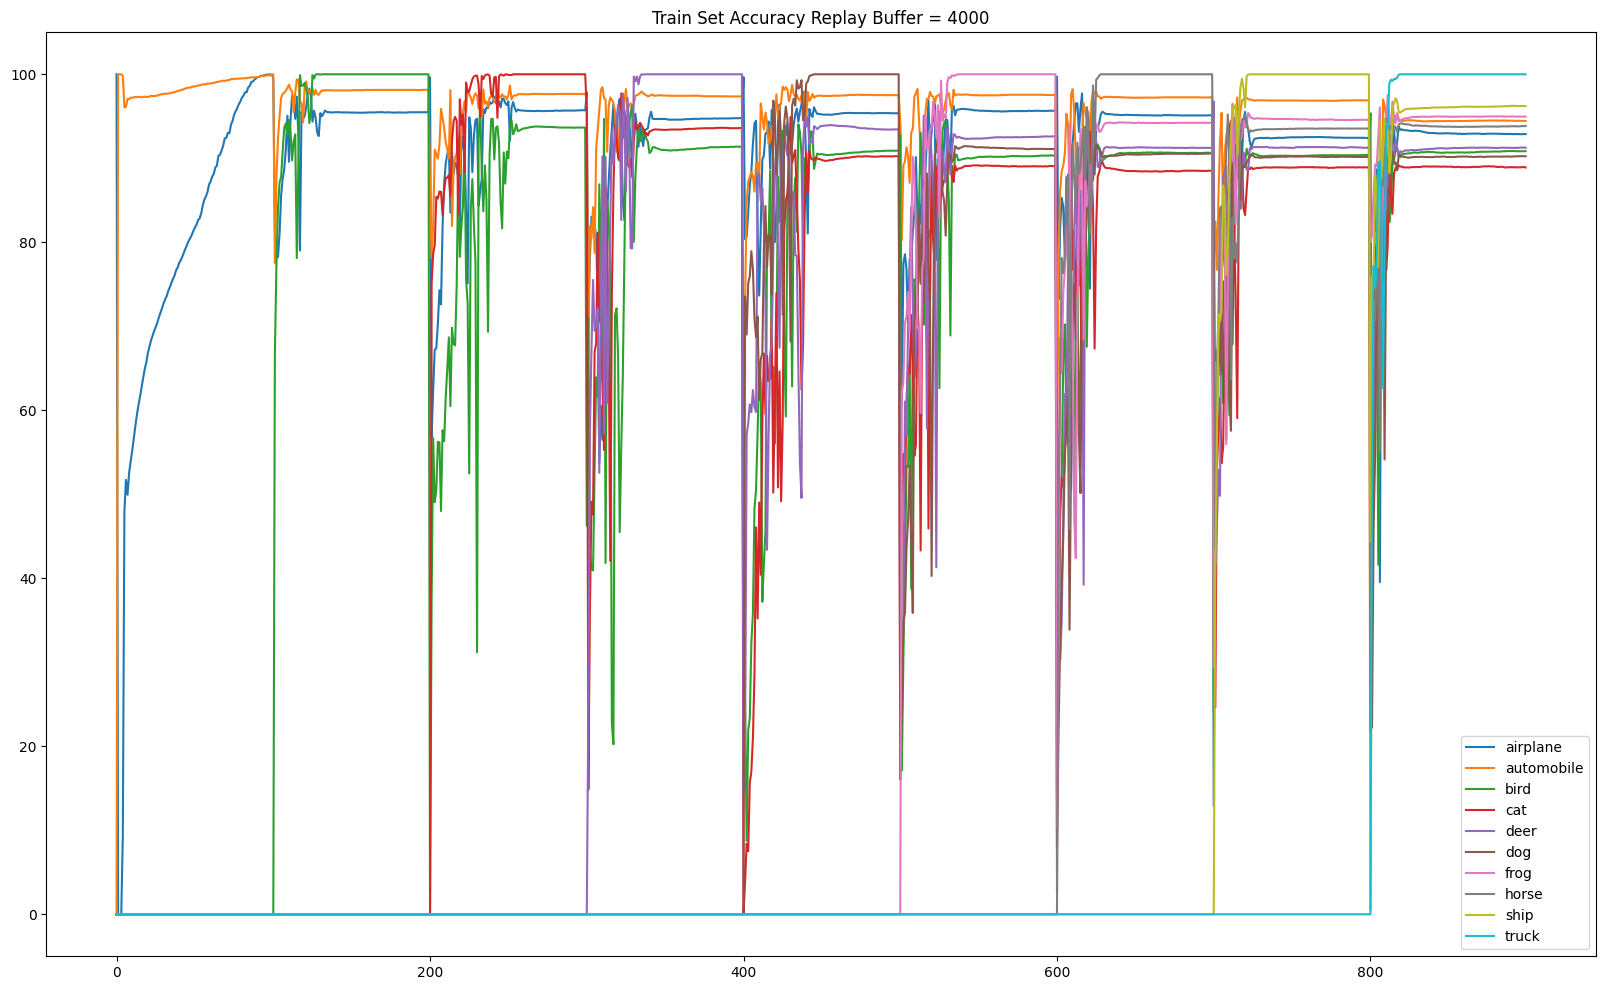 Train Set Accuracy Replay Buffer = 4000
100
80
60
40
20
0
0
200
400
600
800
airplane
automobile
bird
cat
deer
dog
frog
horse
ship
truck